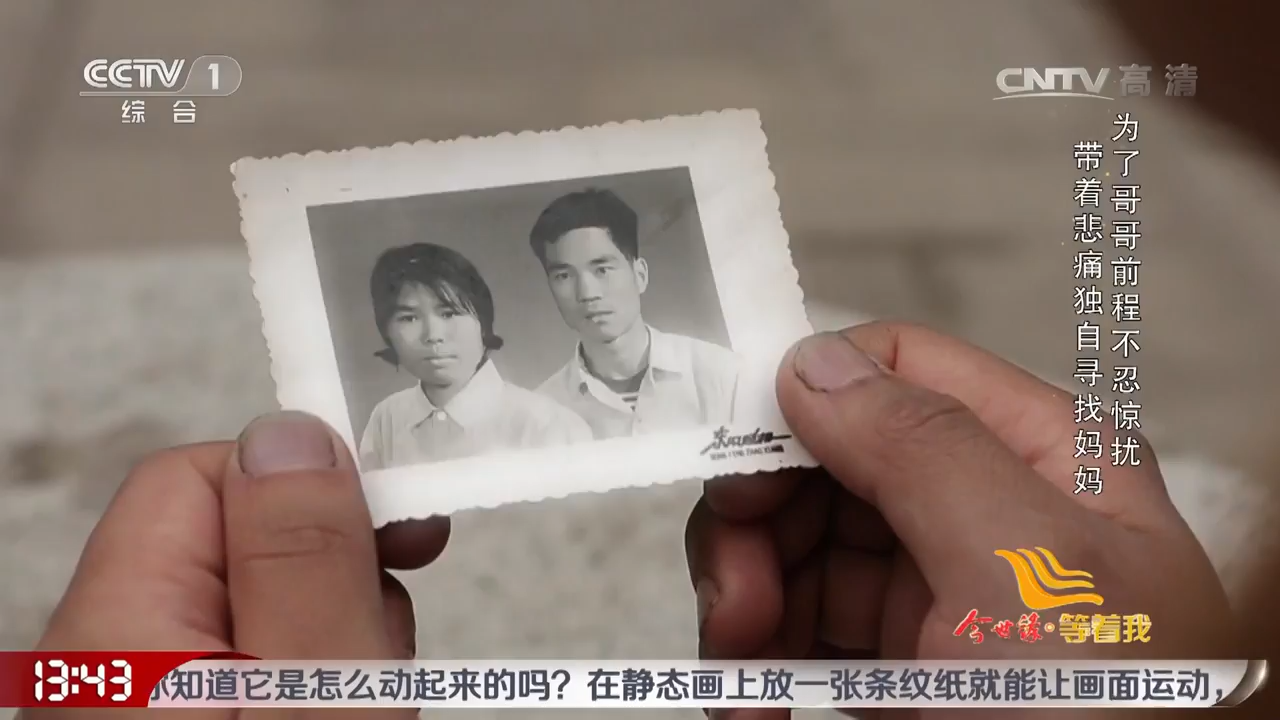 CCTV 1
综合
CNTV 高清
为了哥哥前程不忍惊扰
带着悲痛独自寻找妈妈
今世缘·等着我
13:43
你知道它是怎么动起来的吗？在静态画上放一张条纹纸就能让画面运动，